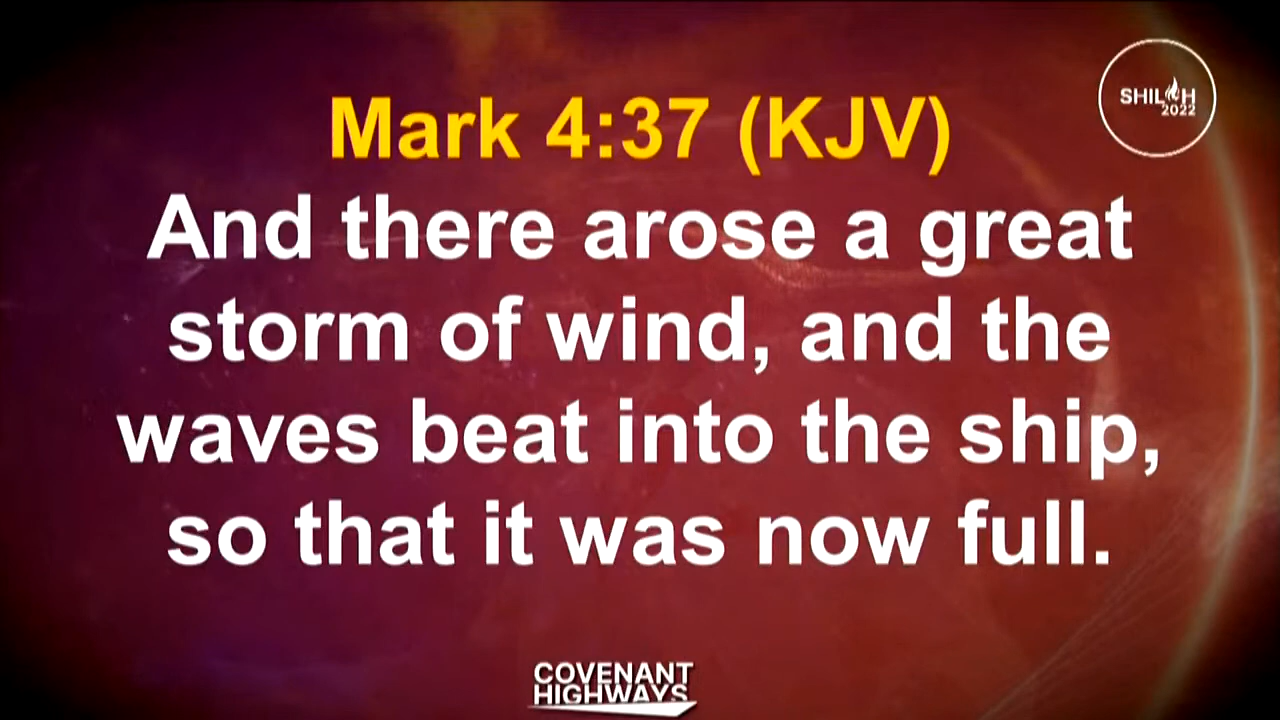 SHILOH
2022
Mark 4:37 (KJV)
And there arose a great
storm of wind, and the
waves beat into the ship,
so that it was now full.
COVENANT
HIGHWAYS